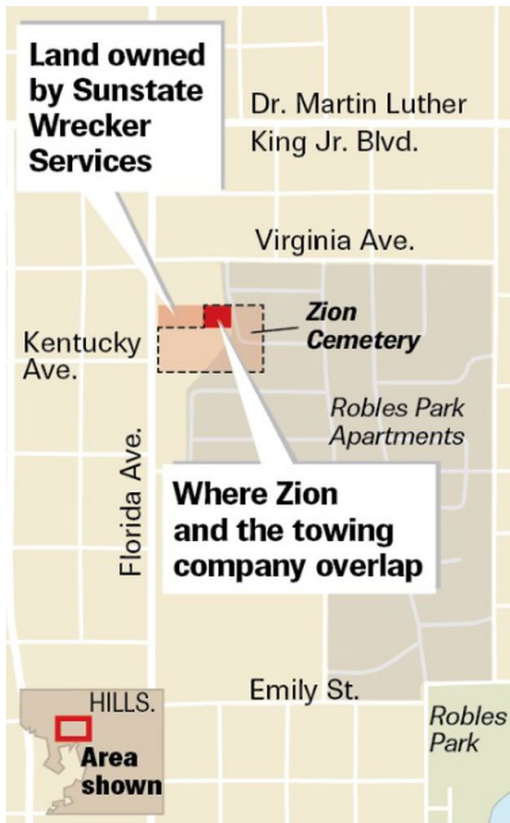 Land owned
by Sunstate
Wrecker
Services
Dr. Martin Luther
King Jr. Blvd.
Virginia Ave.
Zion
Cemetery
Kentucky
Ave.
Robles Park
Apartments
Florida Ave.
Where Zion
and the towing
company overlap
Emily St.
HILLS.
Area
shown
Robles
Park